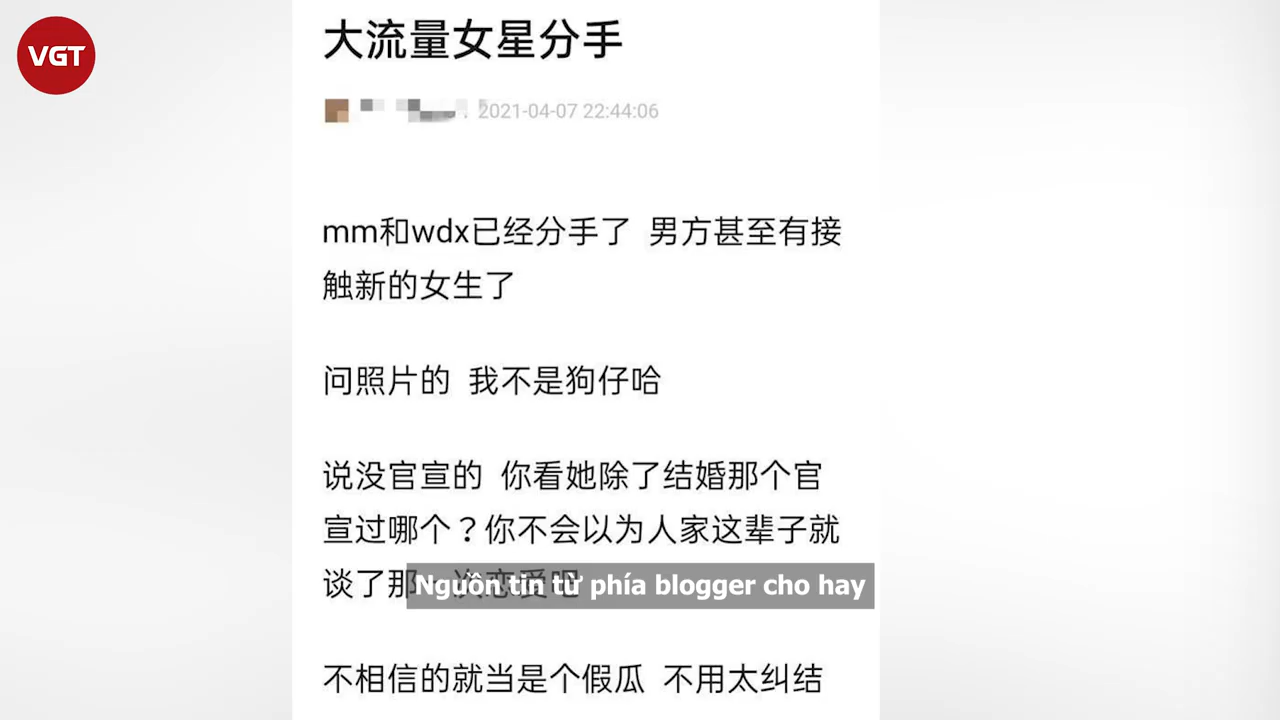 VGT
大流量女星分手
2021-04-07 22:44:06
mm和wdx已经分手了 男方甚至有接
触新的女生了
问照片的 我不是狗仔哈
说没官宣的 你看她除了结婚那个官
宣过哪个？你不会以为人家这辈子就
谈了那一次恋爱吧
Nguồn tin từ phía blogger cho hay
不相信的就当是个假瓜 不用太纠结